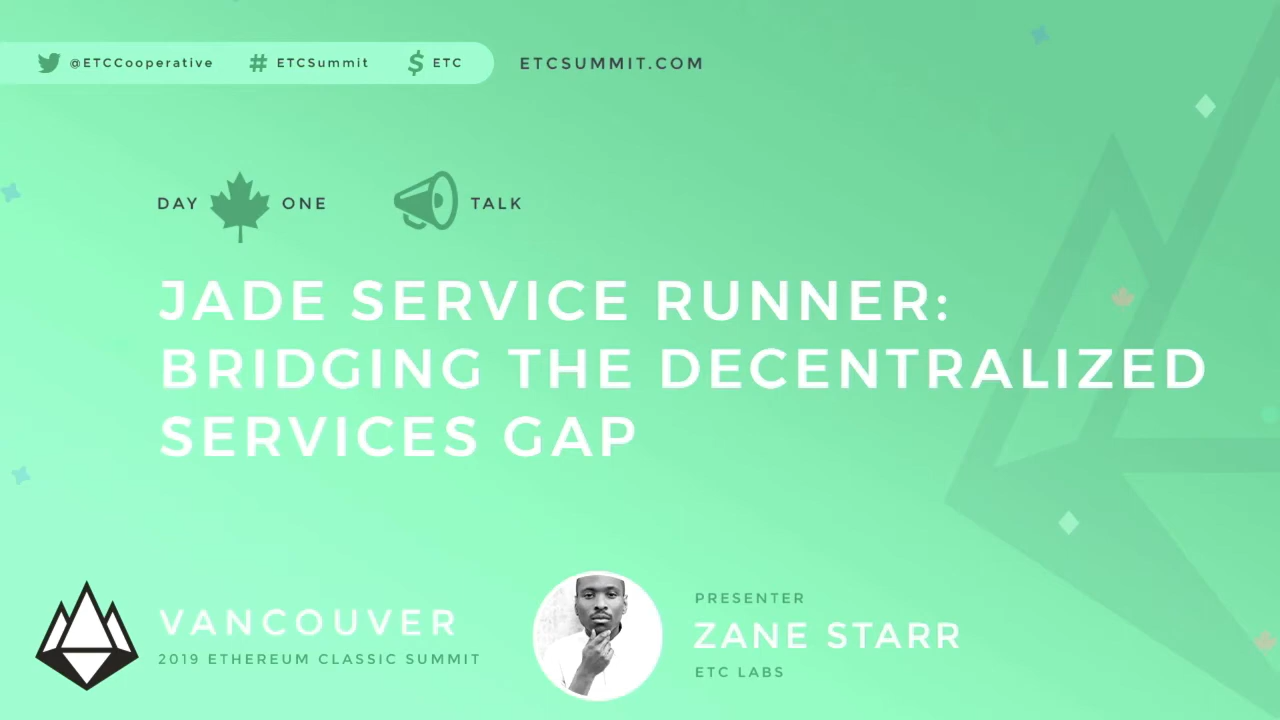 @ETCCooperative # ETCSummit $ ETC ETCSUMMIT.COM
DAY ONE TALK
JADE SERVICE RUNNER:
BRIDGING THE DECENTRALIZED
SERVICES GAP
VANCOUVER
2019 ETHEREUM CLASSIC SUMMIT
PRESENTER
ZANE STARR
ETC LABS